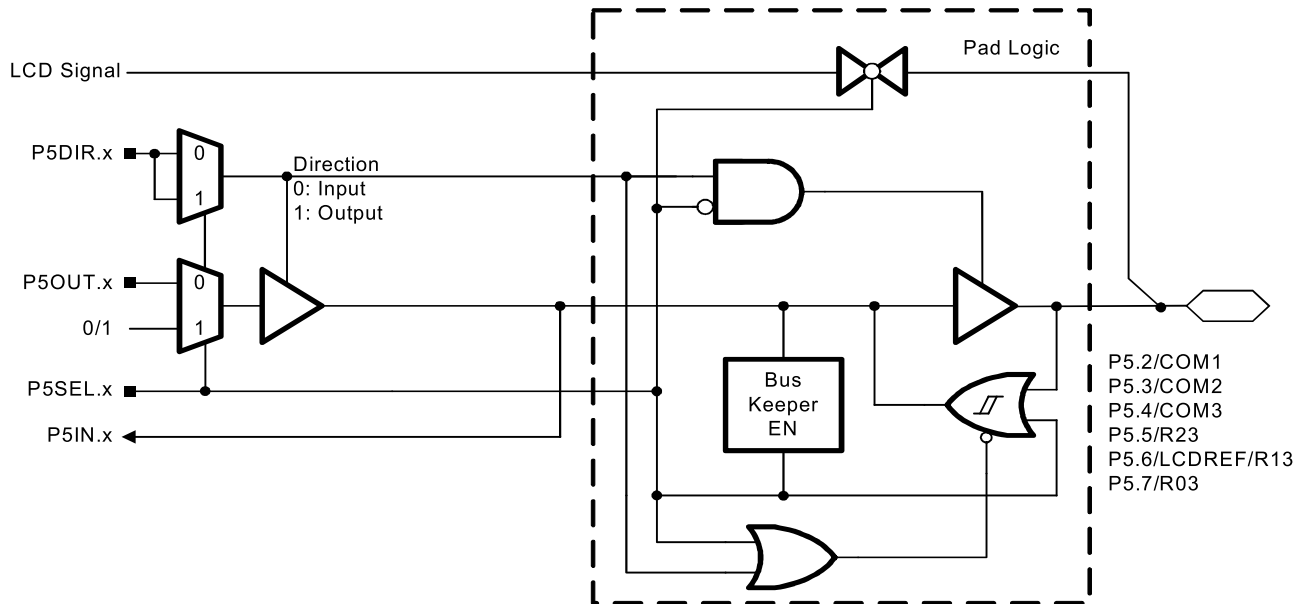 Pad Logic
LCD Signal
P5DIR.x
0
1
Direction
0: Input
1: Output
P5OUT.x
0
0/1
1
P5SEL.x
P5IN.x
Bus
Keeper
EN
P5.2/COM1
P5.3/COM2
P5.4/COM3
P5.5/R23
P5.6/LCDREF/R13
P5.7/R03